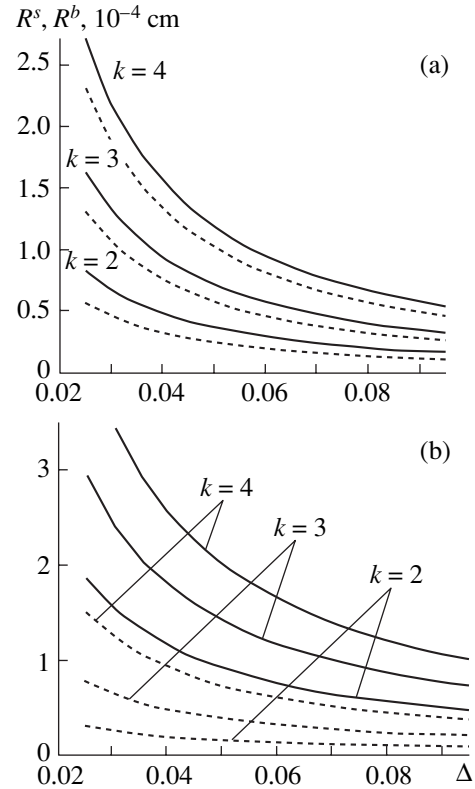 R^s, R^b, 10^–4 cm
(a)
2.5
k = 4
2.0
k = 3
1.5
1.0
k = 2
0.5
0
0.02 0.04 0.06 0.08
(b)
3
k = 4
k = 3
2
k = 2
1
0
0.02 0.04 0.06 0.08 Δ